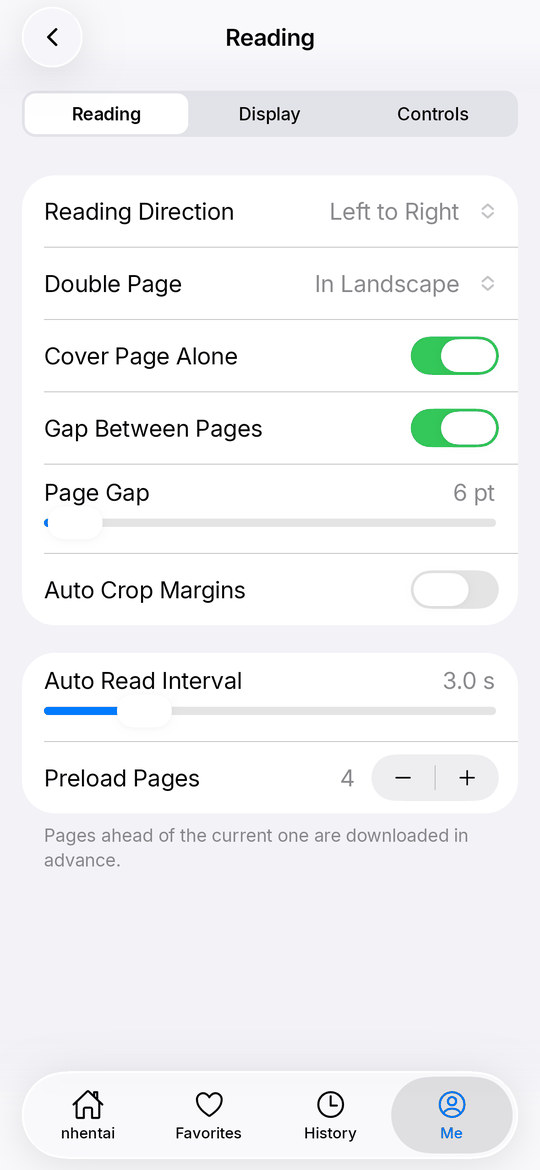 Reading
Reading Display Controls
Reading Direction Left to Right
Double Page In Landscape
Cover Page Alone
Gap Between Pages
Page Gap 6 pt
Auto Crop Margins
Auto Read Interval 3.0 s
Preload Pages 4
Pages ahead of the current one are downloaded in
advance.
nhentai Favorites History Me